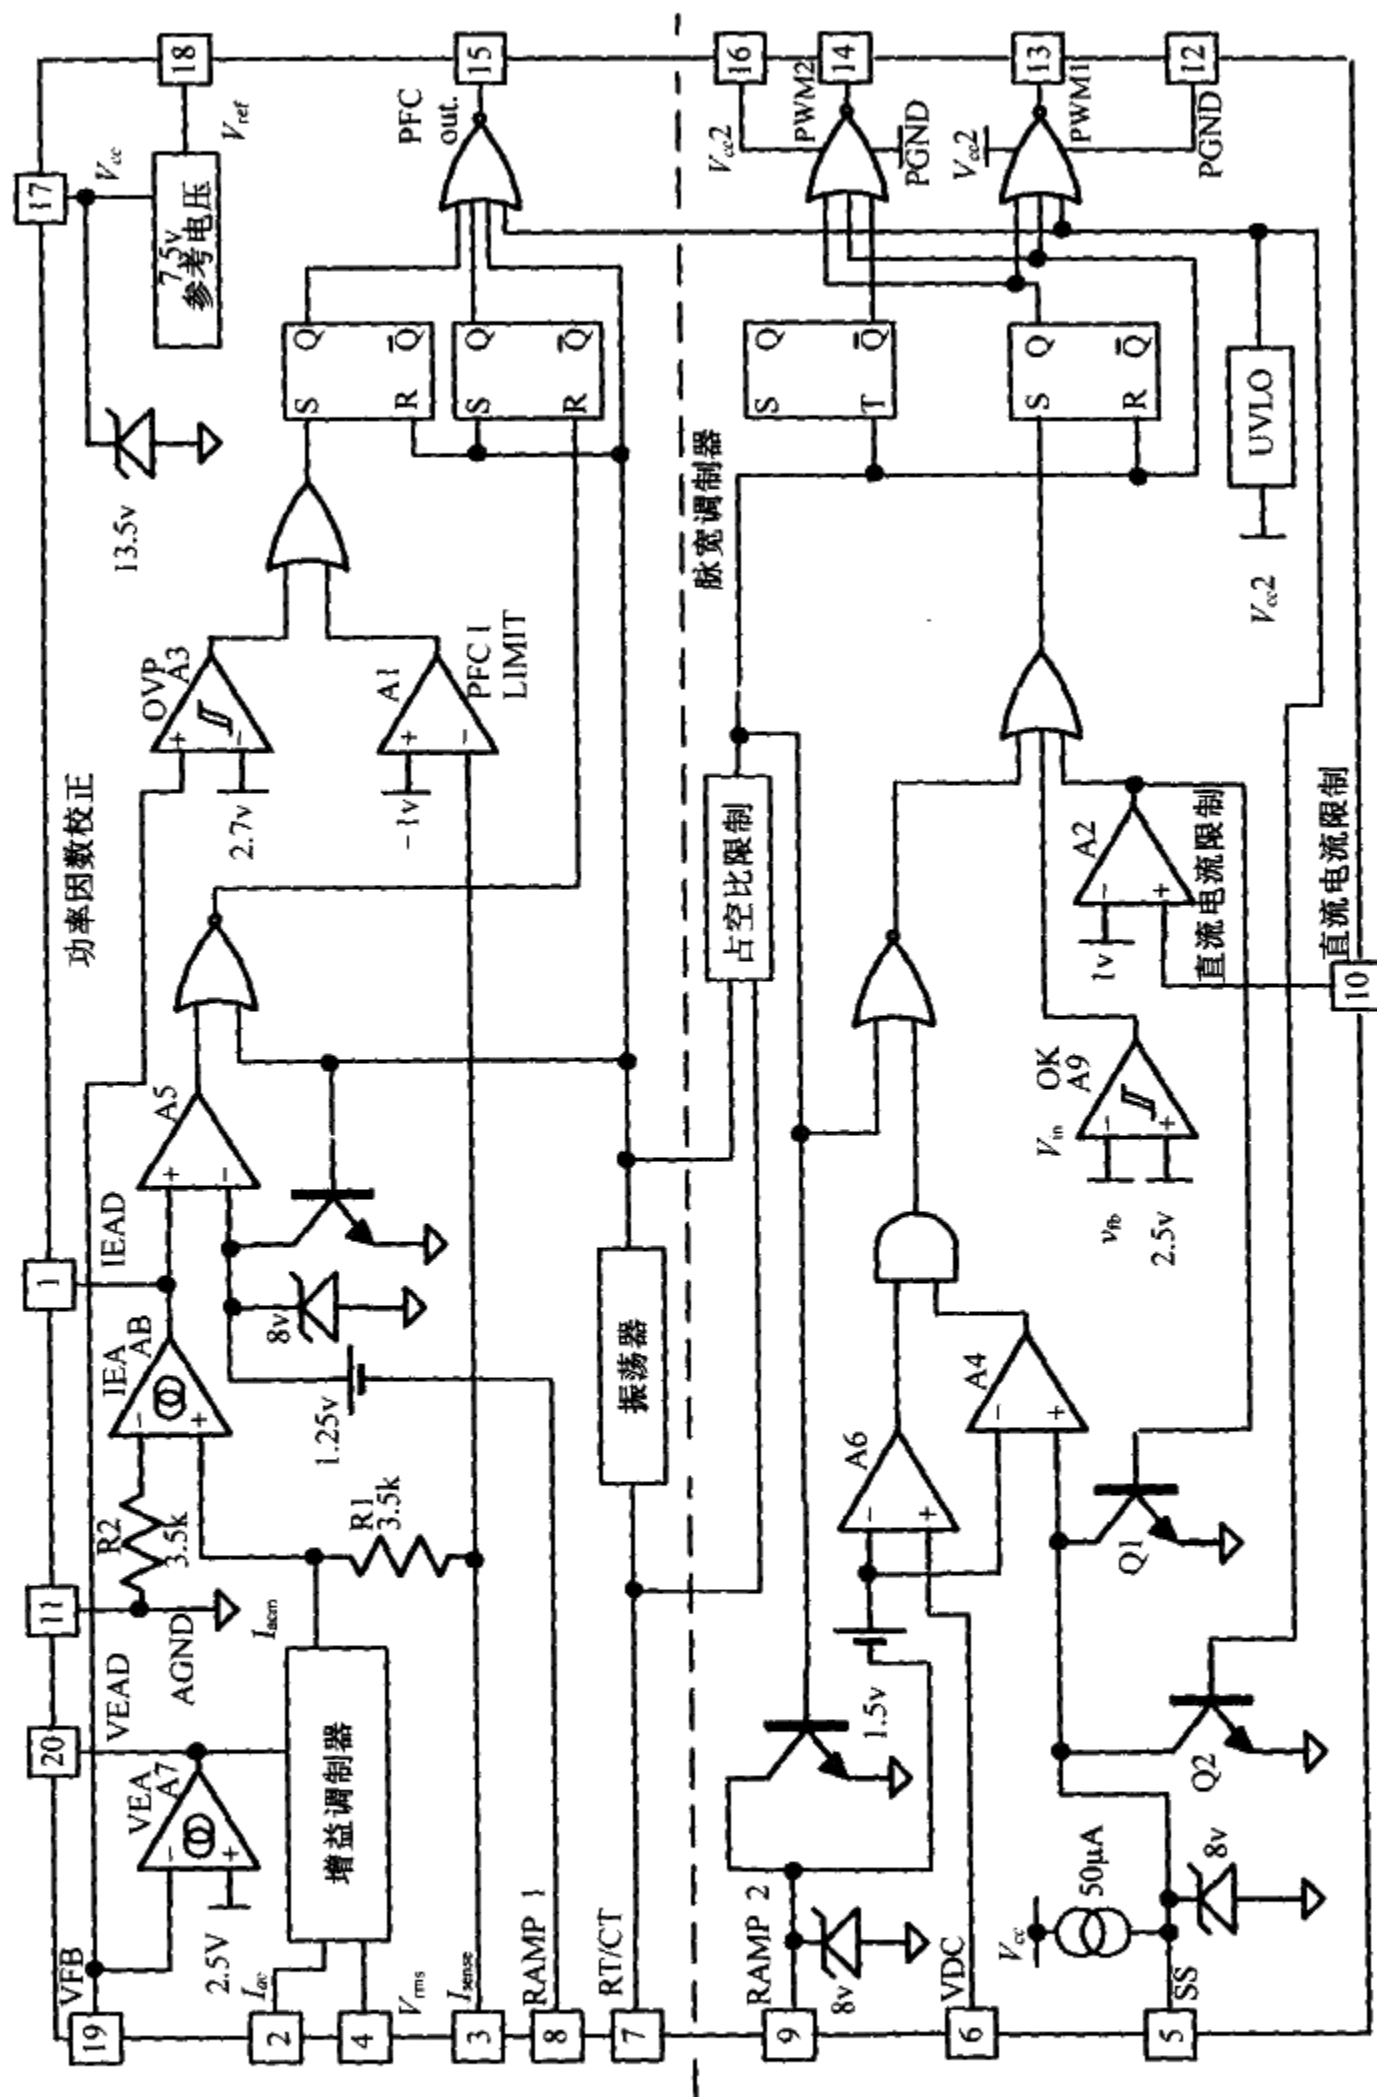 功率因数校正
17
18
15
Vcc
7.5v
参考电压
Vref
13.5v
PFC
out.
1
IEAD
11
20
VEAD
AGND
19
VFB
VEA
A7
2.5V
2
Iac
4
Vrms
增益调制器
Iacm
R2
3.5k
R1
3.5k
IEA
AB
1.25v
8v
A5
OVP
A3
2.7v
A1
-1v
PFC1
LIMIT
S
Q
R
Q̄
S
Q
R
Q̄
3
Isense
8
RAMP 1
7
RT/CT
振荡器
占空比限制
脉宽调制器
16
Vcc2
PWM2
14
PGND
13
PWM1
Vcc2
12
PGND
S
Q
T
Q̄
S
Q
R
Q̄
UVLO
Vcc2
9
RAMP 2
8v
1.5v
A6
A4
6
VDC
5
SS
Vcc
50μA
8v
Q1
Q2
Vin
OK
A9
Vfb
2.5v
A2
1v
直流电流限制
10
直流电流限制
+
-